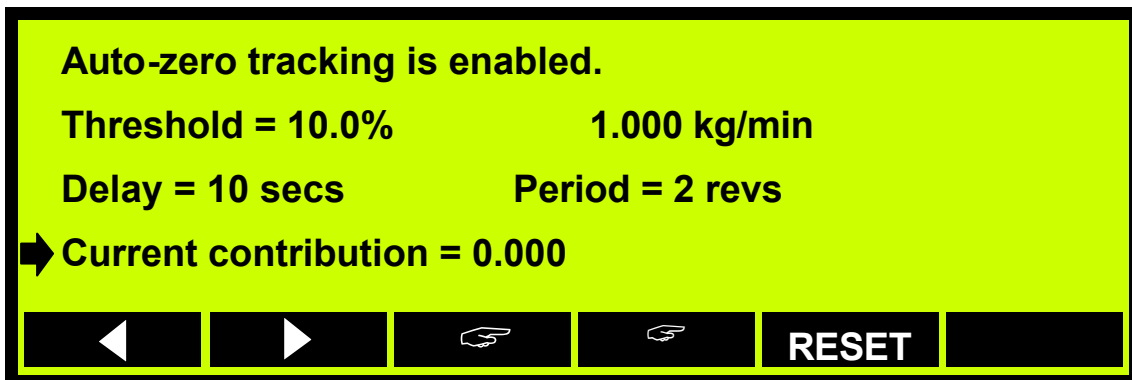 Auto-zero tracking is enabled.
Threshold = 10.0% 1.000 kg/min
Delay = 10 secs Period = 2 revs
Current contribution = 0.000
RESET